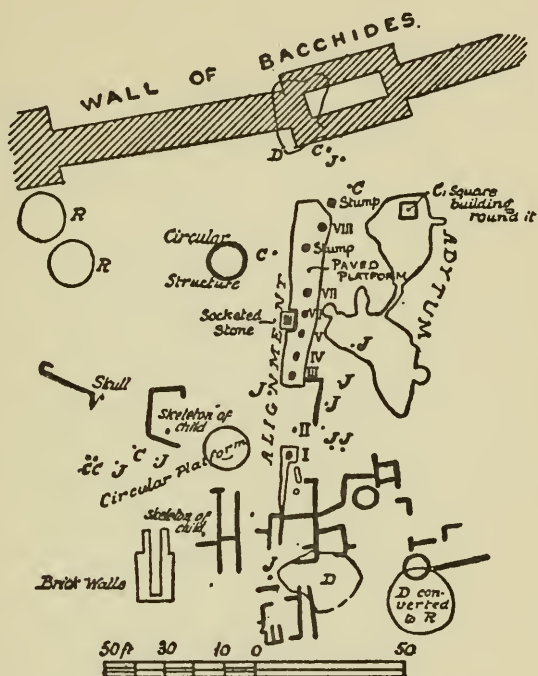 WALL OF BACCHIDES.
D C J
C
Stump
C, Square
building
round it
R
R
Circular
Structure
C
VIII
Stump
PAVED
PLATFORM
ADYTUM
VII
Socketed
Stone
VI
V
J
IV
III
ALIGNMENT
Skull
J
J
J
Skeleton of
child
II
J J
CC J C J
Circular Platform
I
Skeleton of
child
J
Brick Walls
D
D con-
verted
to R
50 ft 30 10 0 50